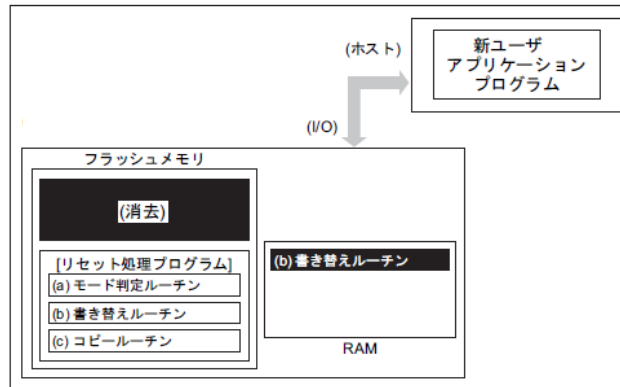 (ホスト)
新ユーザ
アプリケーション
プログラム
(I/O)
フラッシュメモリ
(消去)
[リセット処理プログラム]
(a) モード判定ルーチン
(b) 書き替えルーチン
(c) コピールーチン
(b) 書き替えルーチン
RAM